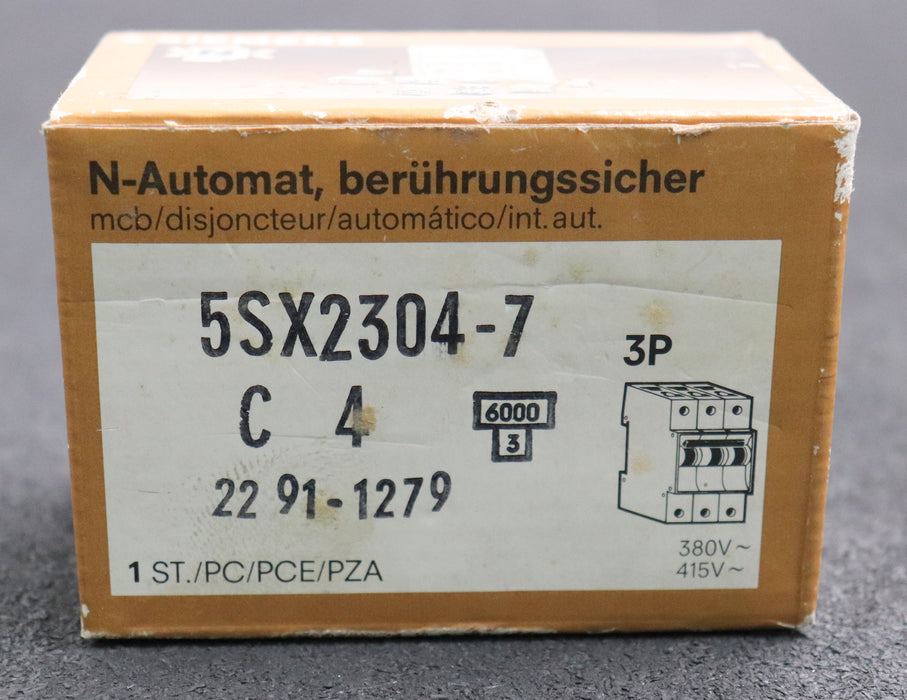 N-Automat, berührungssicher
mcb/disjoncteur/automático/int. aut.
5SX2304-7
3P
C 4
6000
3
22 91-1279
380V~
415V~
1 ST./PC/PCE/PZA